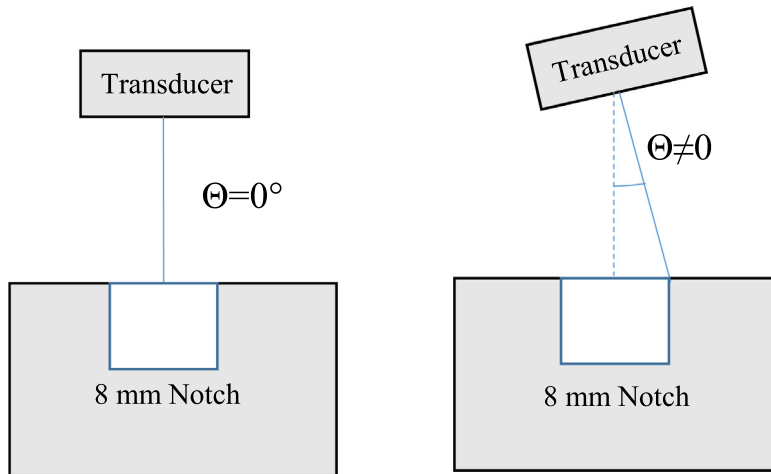 Transducer
Θ=0°
8 mm Notch
Transducer
Θ≠0
8 mm Notch